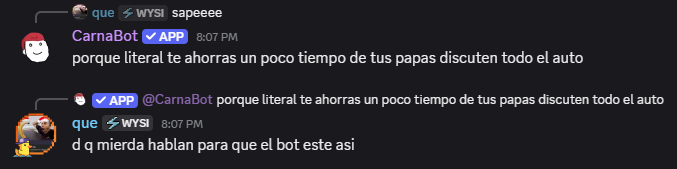 que WYSI sapeeee
CarnaBot APP 8:07 PM
porque literal te ahorras un poco tiempo de tus papas discuten todo el auto
APP @CarnaBot porque literal te ahorras un poco tiempo de tus papas discuten todo el auto
que WYSI 8:07 PM
d q mierda hablan para que el bot este asi